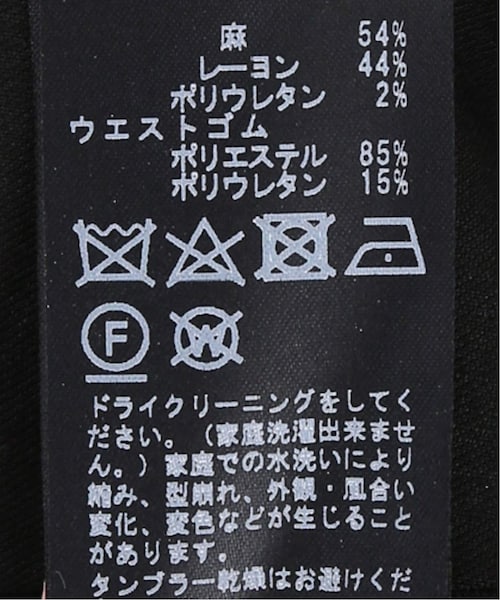 麻 54%
レーヨン 44%
ポリウレタン 2%
ウエストゴム
ポリエステル 85%
ポリウレタン 15%
F W
ドライクリーニングをしてく
ださい。（家庭洗濯出来ませ
ん。）家庭での水洗いにより
縮み、型崩れ、外観・風合い
変化、変色などが生じること
があります。
タンブラー乾燥はお避けくだ